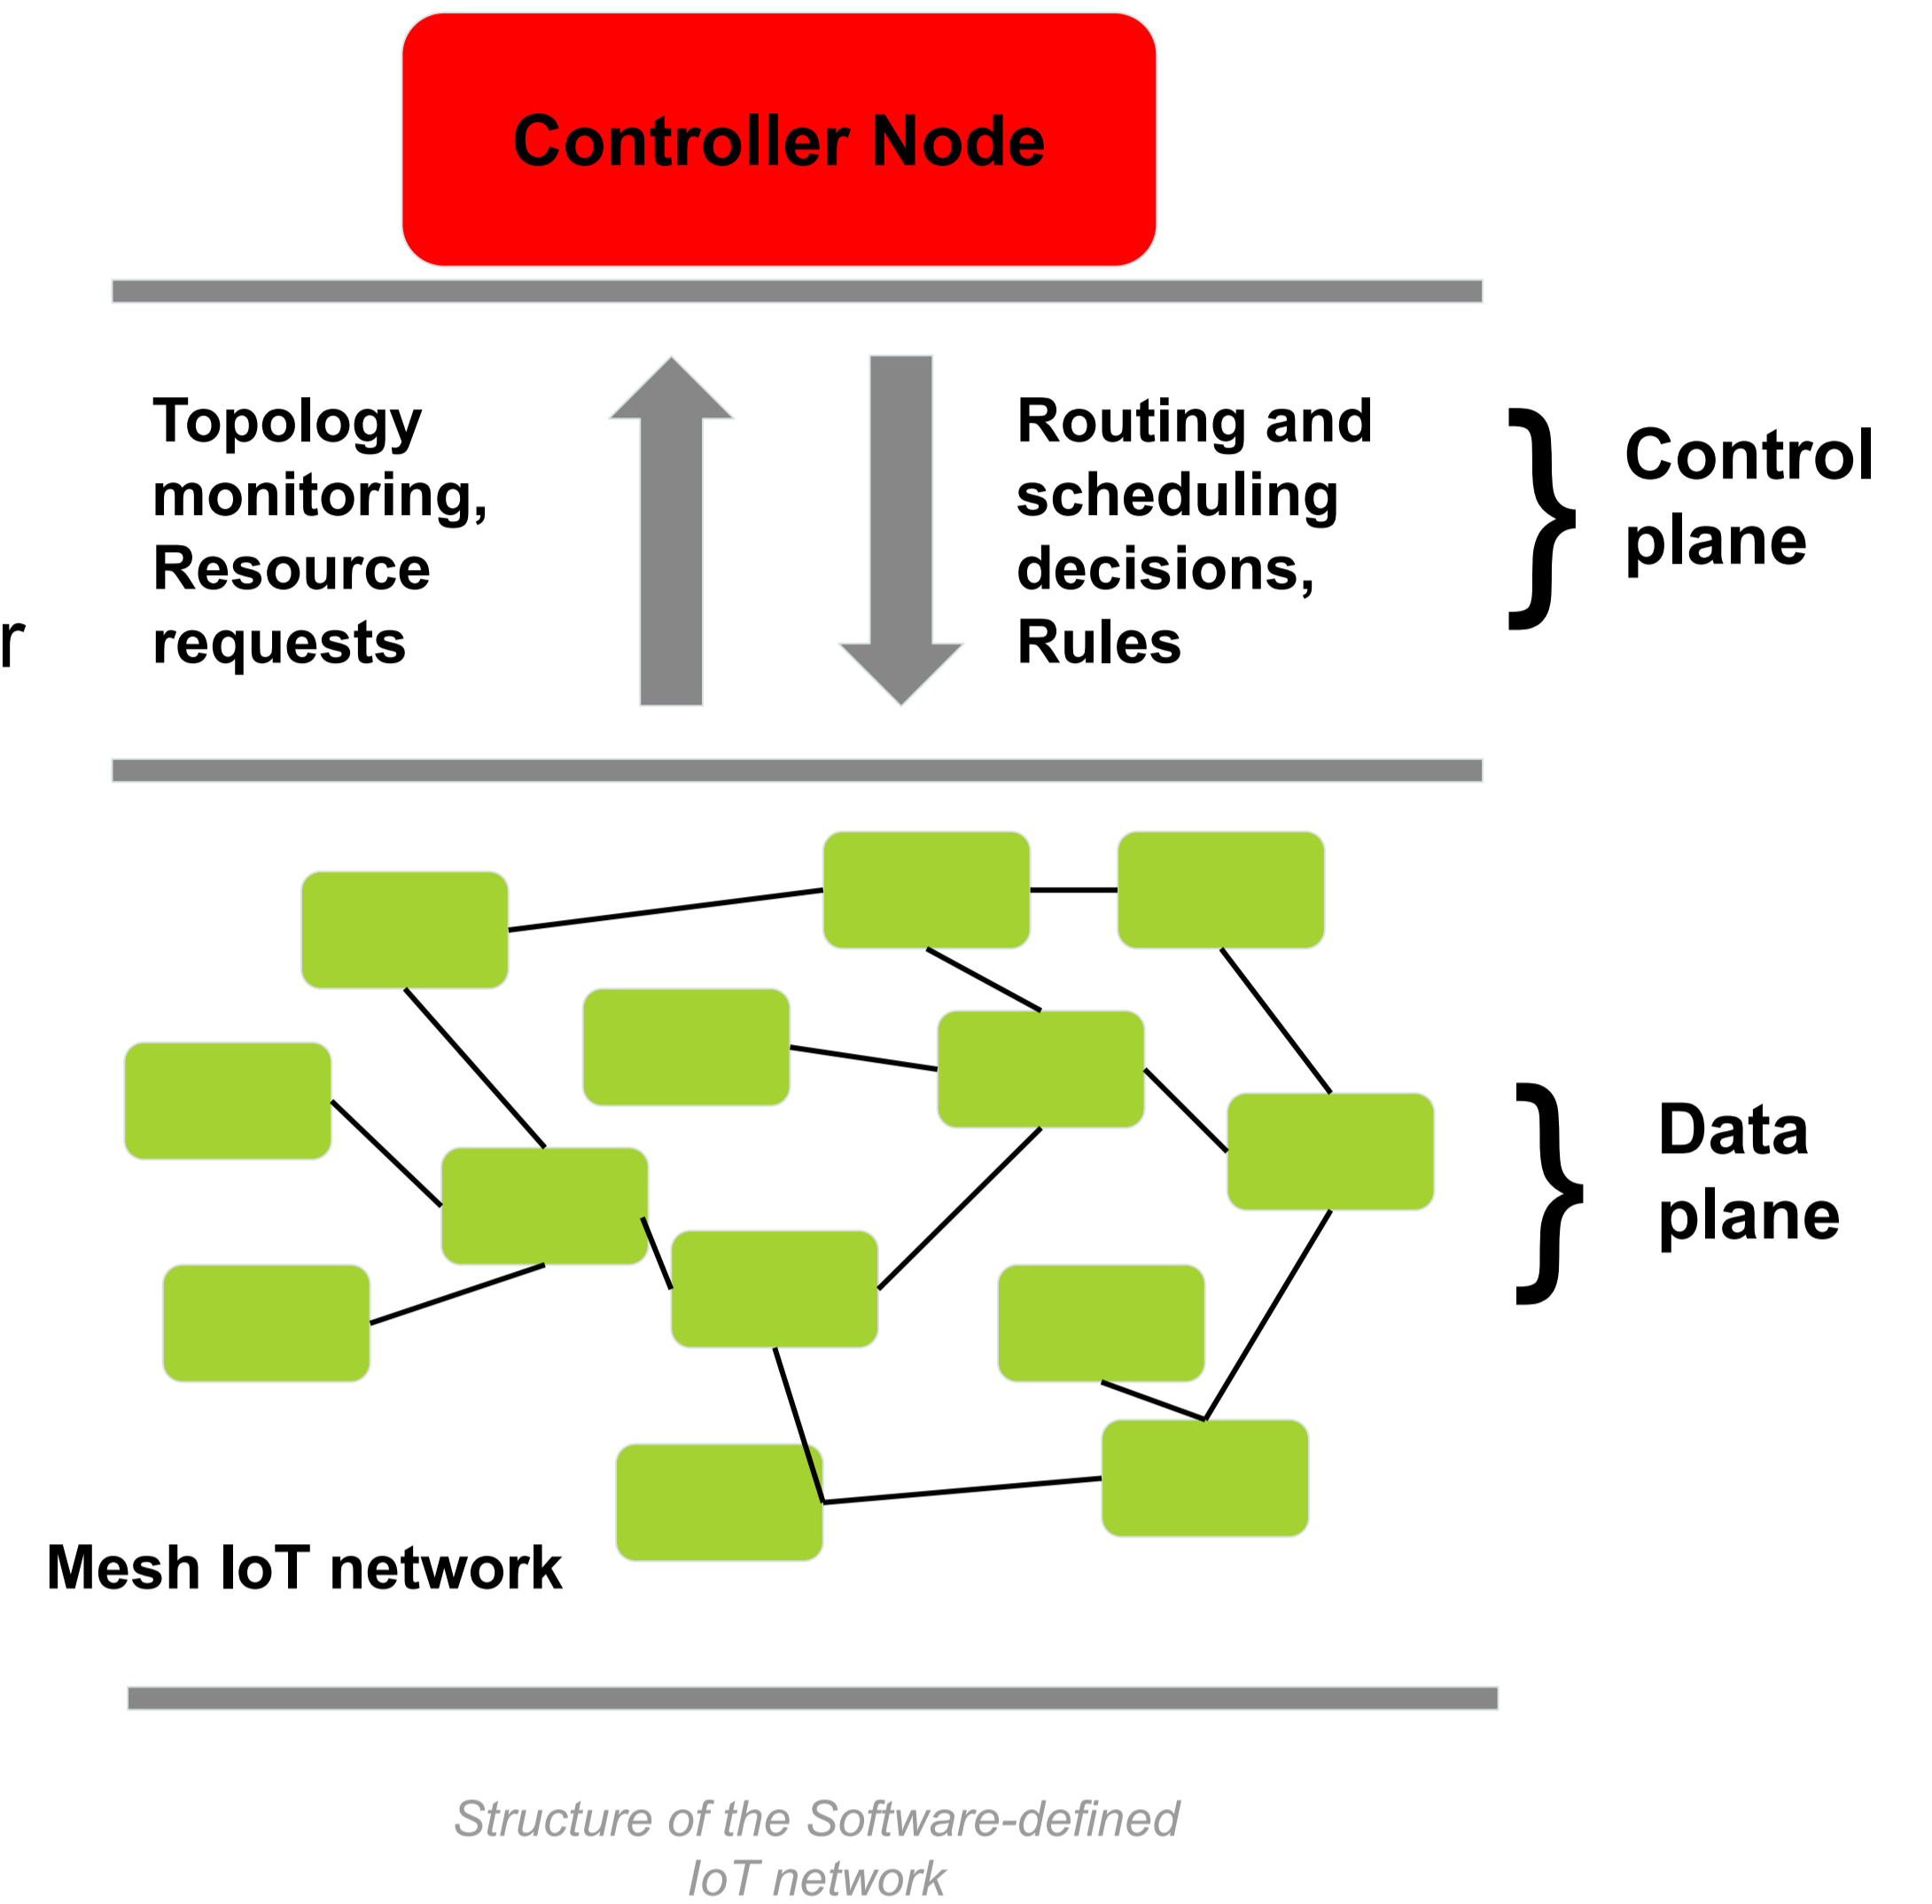 Controller Node
Topology
monitoring,
Resource
requests
Routing and
scheduling
decisions,
Rules
Control
plane
r
Data
plane
Mesh IoT network
Structure of the Software-defined
IoT network